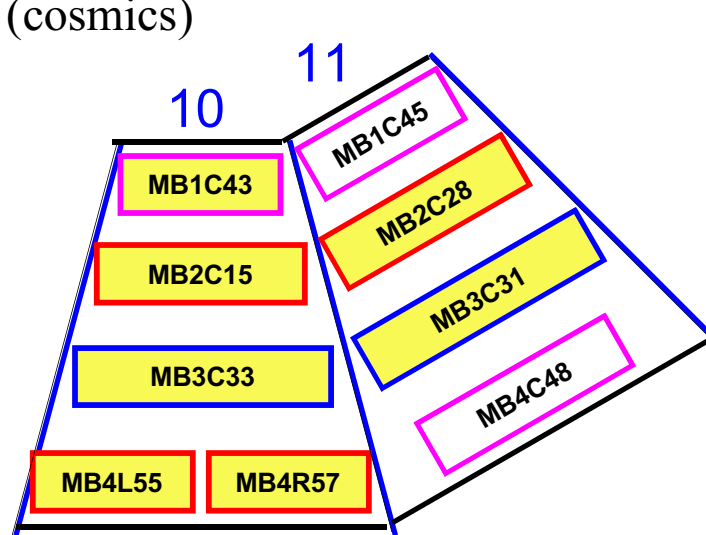 (cosmics)
11
10
MB1C45
MB1C43
MB2C28
MB2C15
MB3C31
MB3C33
MB4C48
MB4L55 MB4R57